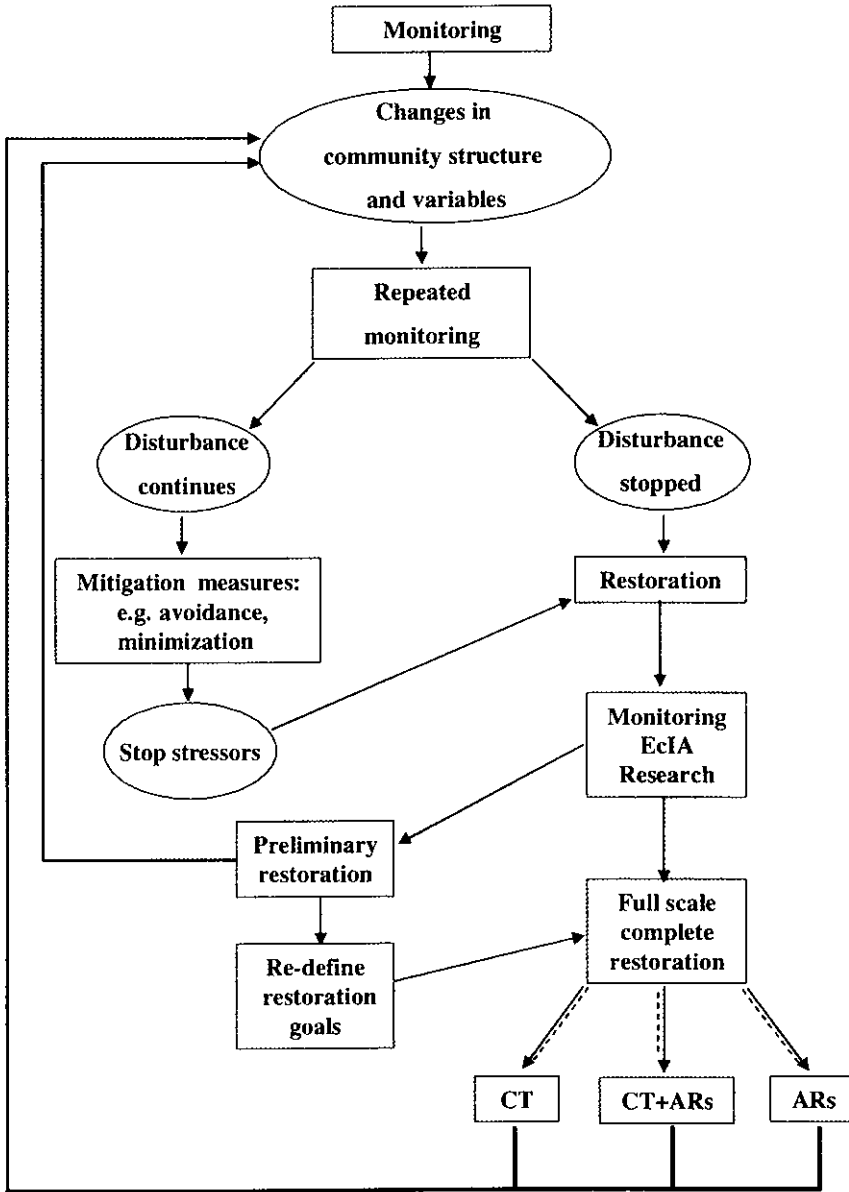 Monitoring
Changes in
community structure
and variables
Repeated
monitoring
Disturbance
continues
Disturbance
stopped
Mitigation measures:
e.g. avoidance,
minimization
Restoration
Stop stressors
Monitoring
EcIA
Research
Preliminary
restoration
Full scale
complete
restoration
Re-define
restoration
goals
CT
CT+ARs
ARs